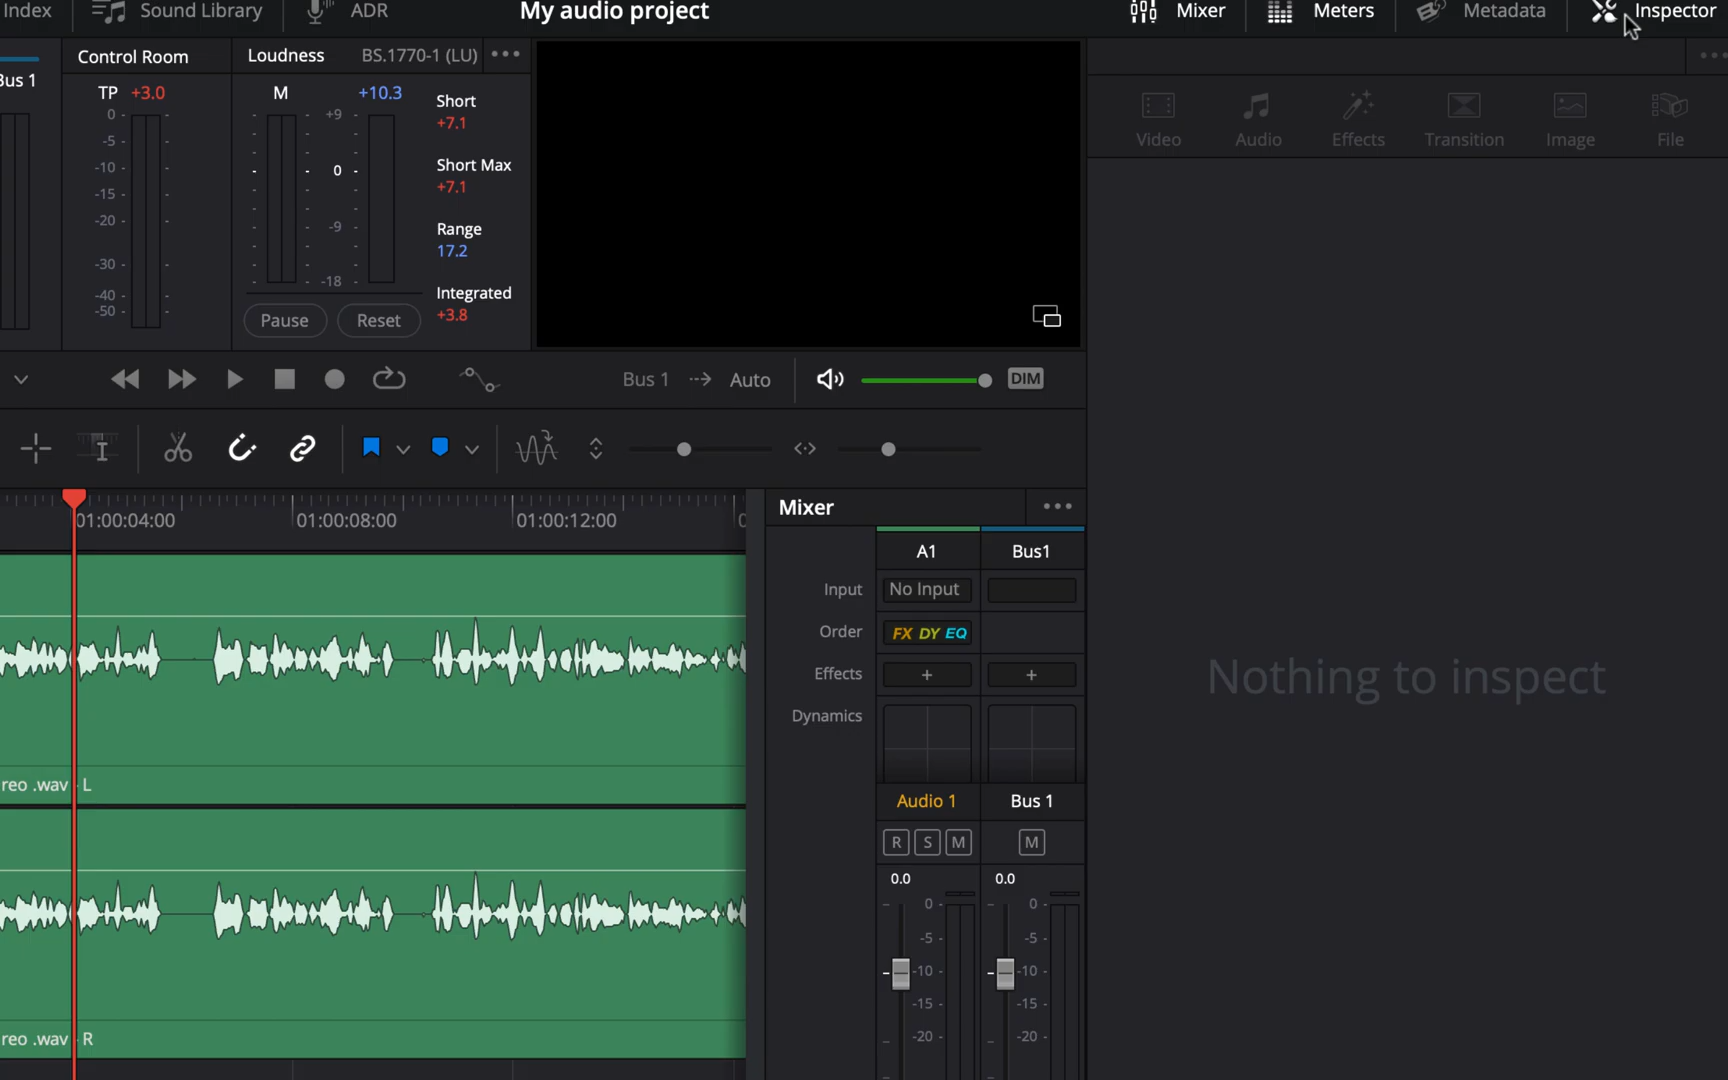 Index
Sound Library
ADR
My audio project
Mixer
Meters
Metadata
Inspector
Bus 1
Control Room
TP +3.0
0
-5
-10
-15
-20
-30
-40
-50
Loudness
BS.1770-1 (LU)
M
+10.3
+9
0
-9
-18
Pause
Reset
Short
+7.1
Short Max
+7.1
Range
17.2
Integrated
+3.8
Video
Audio
Effects
Transition
Image
File
Bus 1
Auto
DIM
01:00:04:00
01:00:08:00
01:00:12:00
reo .wav - L
reo .wav - R
Mixer
A1
Bus1
Input
No Input
Order
FX DY EQ
Effects
+
+
Dynamics
Audio 1
Bus 1
R S M
M
0.0
0.0
0
-5
-10
-15
-20
0
-5
-10
-15
-20
Nothing to inspect